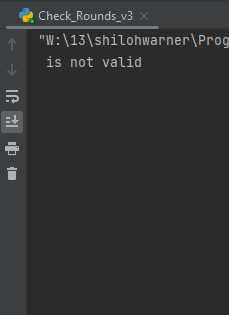 Check_Rounds_v3
"W:\13\shilohwarner\Prog
is not valid